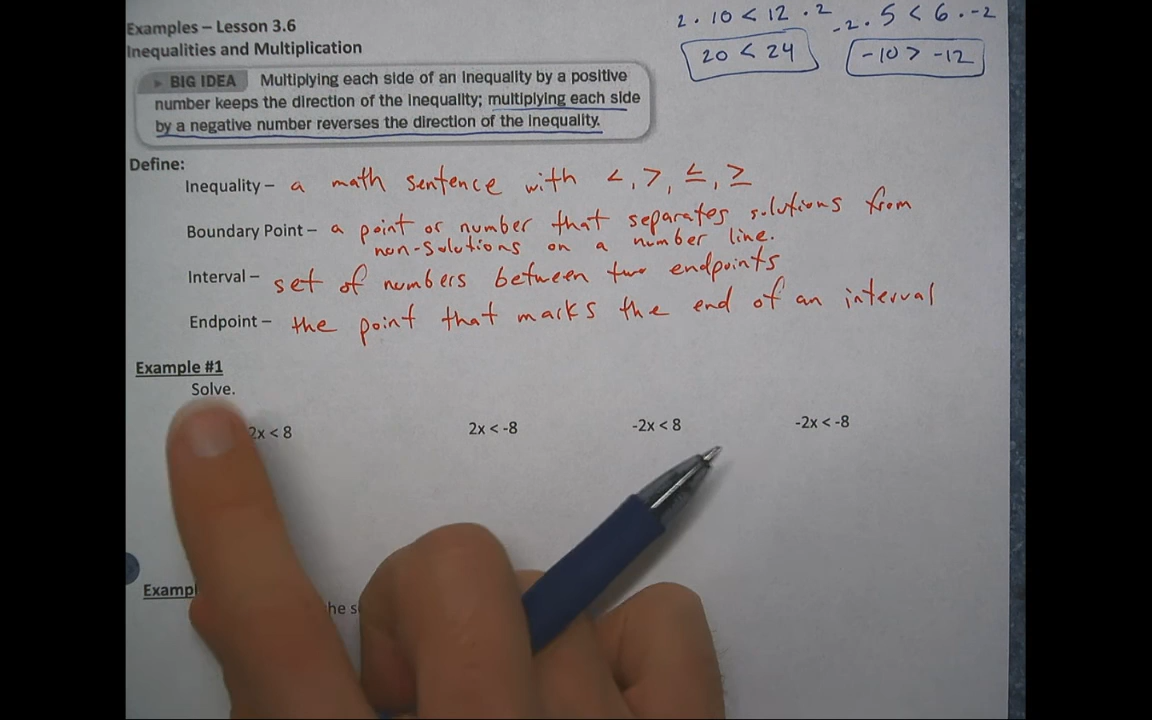 Examples – Lesson 3.6
Inequalities and Multiplication
2 · 10 < 12 · 2
-2 · 5 < 6 · -2
20 < 24
-10 > -12
▸ BIG IDEA Multiplying each side of an inequality by a positive
number keeps the direction of the inequality; multiplying each side
by a negative number reverses the direction of the inequality.
Define:
Inequality – a math sentence with <, >, ≤, ≥
Boundary Point – a point or number that separates solutions from
non-solutions on a number line.
Interval – set of numbers between two endpoints
Endpoint – the point that marks the end of an interval
Example #1
Solve.
2x < 8
2x < -8
-2x < 8
-2x < -8